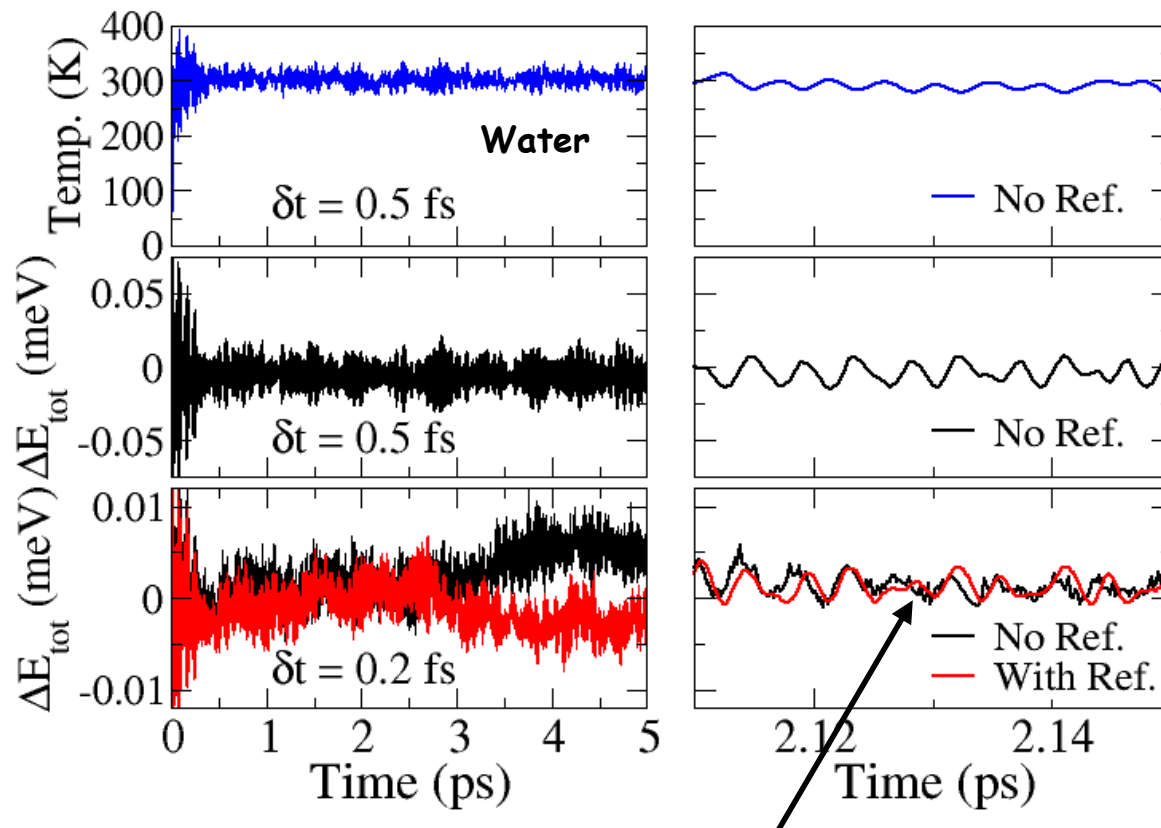 Temp. (K)
400
300
200
100
0
Water
δt = 0.5 fs
No Ref.
ΔE_tot (meV)
0.05
0
-0.05
δt = 0.5 fs
No Ref.
ΔE_tot (meV)
0.01
0
-0.01
δt = 0.2 fs
No Ref.
With Ref.
0 1 2 3 4 5
Time (ps)
2.12 2.14
Time (ps)